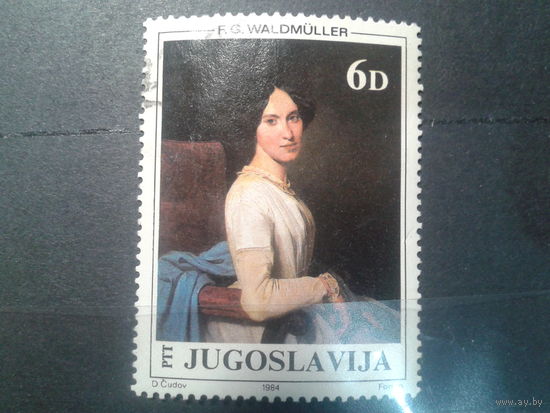 F. G. WALDMÜLLER
6D
PTT JUGOSLAVIJA
D Čudov 1984
www.ay.by